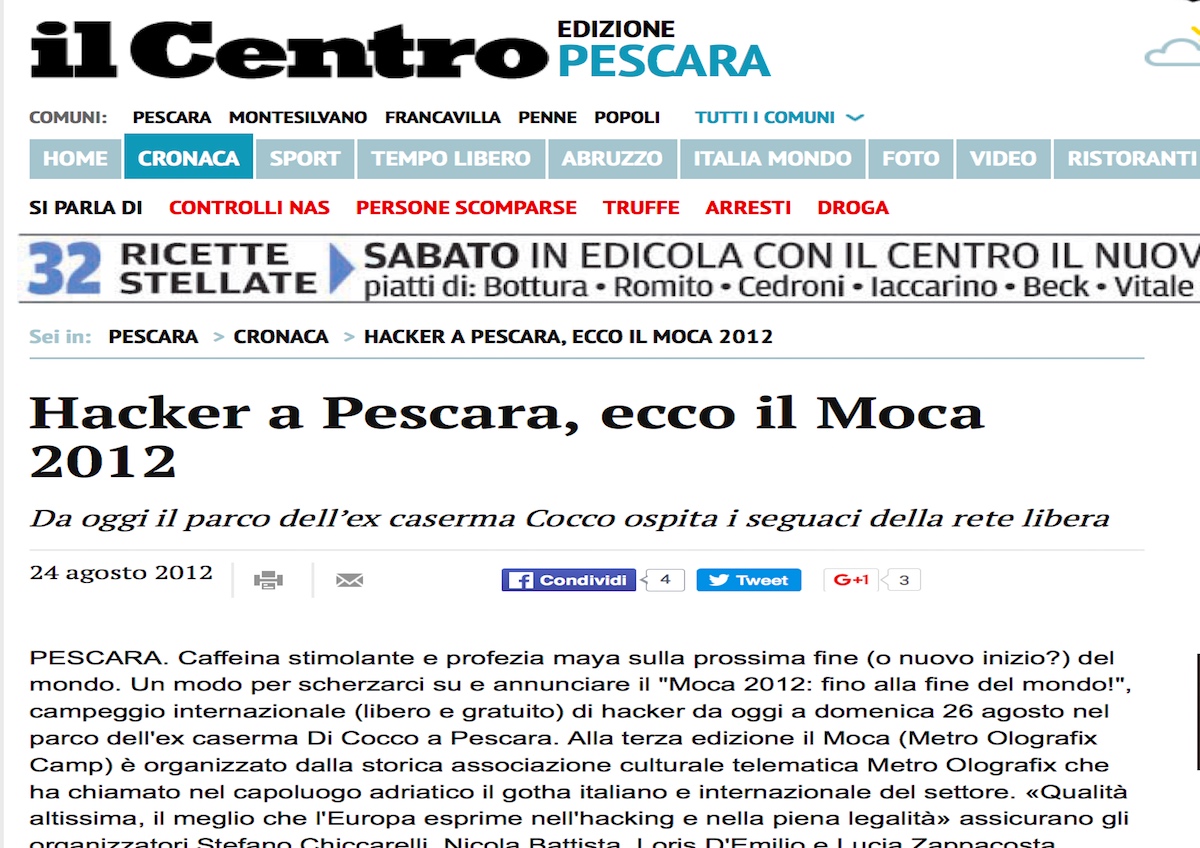 il Centro EDIZIONE
PESCARA
COMUNI: PESCARA MONTESILVANO FRANCAVILLA PENNE POPOLI TUTTI I COMUNI
HOME CRONACA SPORT TEMPO LIBERO ABRUZZO ITALIA MONDO FOTO VIDEO RISTORANTI
SI PARLA DI CONTROLLI NAS PERSONE SCOMPARSE TRUFFE ARRESTI DROGA
32 RICETTE STELLATE SABATO IN EDICOLA CON IL CENTRO IL NUOV
piatti di: Bottura • Romito • Cedroni • Iaccarino • Beck • Vitale
Sei in: PESCARA > CRONACA > HACKER A PESCARA, ECCO IL MOCA 2012
Hacker a Pescara, ecco il Moca
2012
Da oggi il parco dell’ex caserma Cocco ospita i seguaci della rete libera
24 agosto 2012 Condividi 4 Tweet G+1 3
PESCARA. Caffeina stimolante e profezia maya sulla prossima fine (o nuovo inizio?) del
mondo. Un modo per scherzarci su e annunciare il "Moca 2012: fino alla fine del mondo!",
campeggio internazionale (libero e gratuito) di hacker da oggi a domenica 26 agosto nel
parco dell'ex caserma Di Cocco a Pescara. Alla terza edizione il Moca (Metro Olografix
Camp) è organizzato dalla storica associazione culturale telematica Metro Olografix che
ha chiamato nel capoluogo adriatico il gotha italiano e internazionale del settore. «Qualità
altissima, il meglio che l'Europa esprime nell'hacking e nella piena legalità» assicurano gli
organizzatori Stefano Chiccarelli, Nicola Battista, Loris D'Emilio e Lucia Zappacosta.